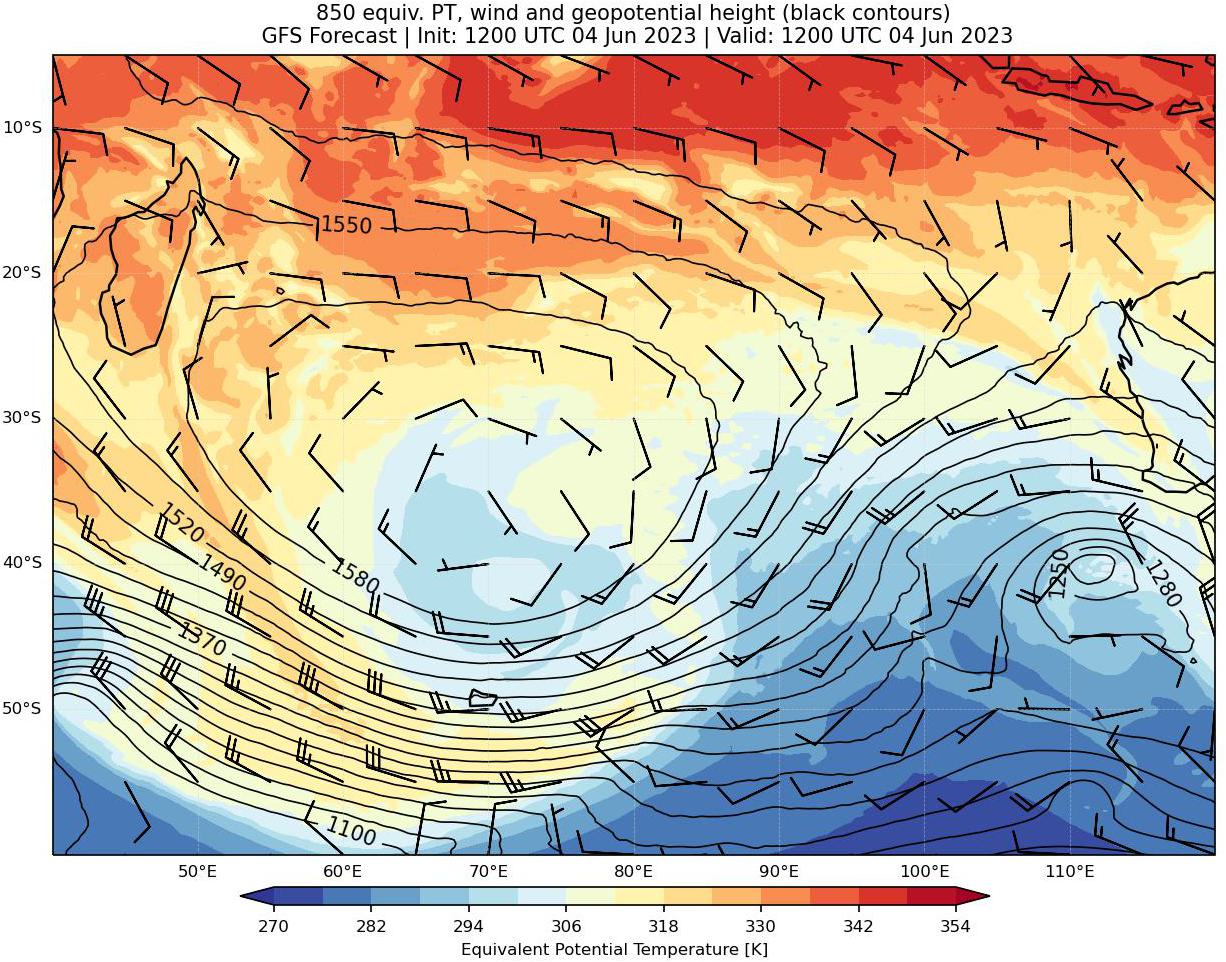 850 equiv. PT, wind and geopotential height (black contours)
GFS Forecast | Init: 1200 UTC 04 Jun 2023 | Valid: 1200 UTC 04 Jun 2023
10°S
20°S
30°S
40°S
50°S
1550
1520
1490
1580
1370
1100
1250
1280
50°E 60°E 70°E 80°E 90°E 100°E 110°E
270 282 294 306 318 330 342 354
Equivalent Potential Temperature [K]